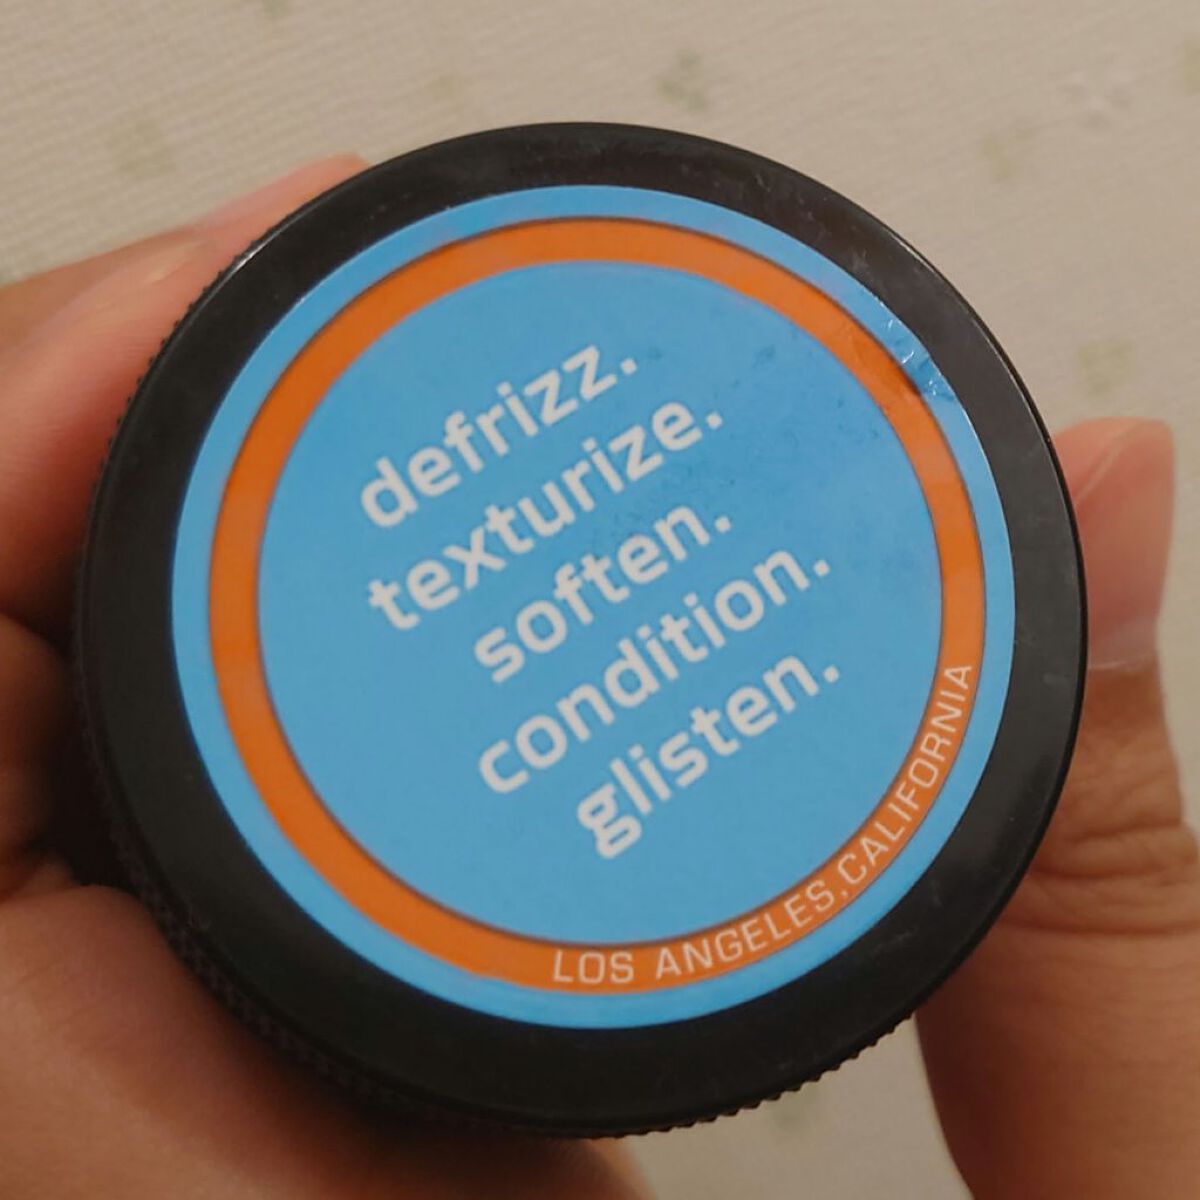 defrizz.
texturize.
soften.
condition.
glisten.
LOS ANGELES, CALIFORNIA